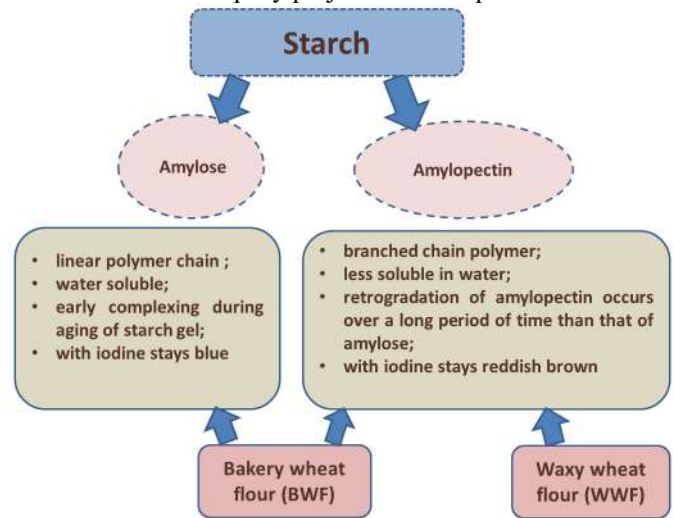 Starch
Amylose
Amylopectin
• linear polymer chain ;
• water soluble;
• early complexing during
aging of starch gel;
• with iodine stays blue
• branched chain polymer;
• less soluble in water;
• retrogradation of amylopectin occurs
over a long period of time than that of
amylose;
• with iodine stays reddish brown
Bakery wheat
flour (BWF)
Waxy wheat
flour (WWF)